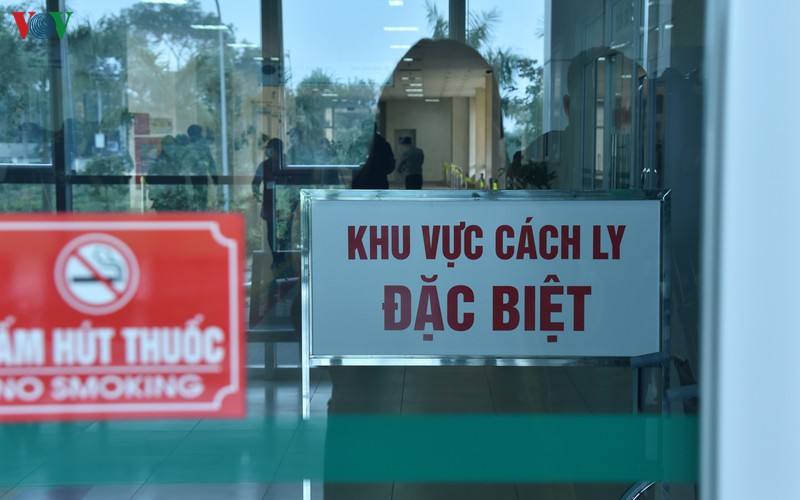 VOV
KHU VỰC CÁCH LY
ĐẶC BIỆT
ẤM HÚT THUỐC
NO SMOKING